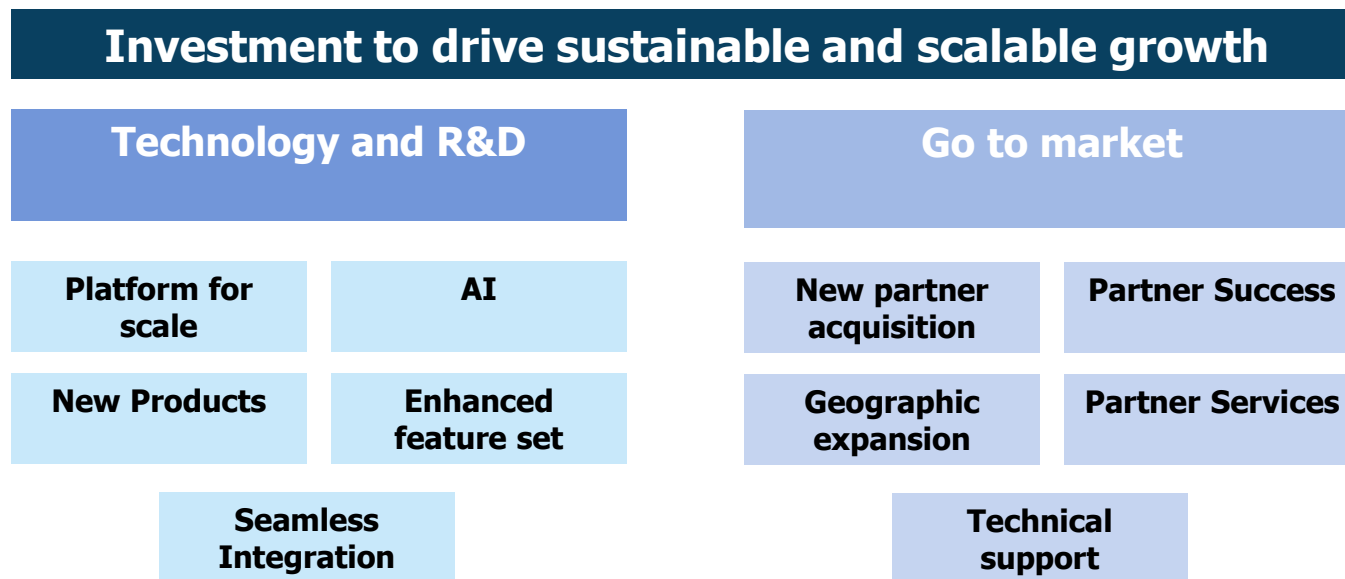 Investment to drive sustainable and scalable growth
Technology and R&D
Go to market
Platform for
scale
AI
New Products
Enhanced
feature set
Seamless
Integration
New partner
acquisition
Partner Success
Geographic
expansion
Partner Services
Technical
support